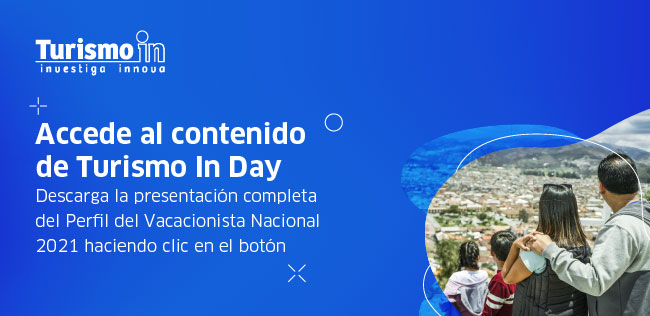 Turismo in
investiga innova
Accede al contenido
de Turismo In Day
Descarga la presentación completa
del Perfil del Vacacionista Nacional
2021 haciendo clic en el botón